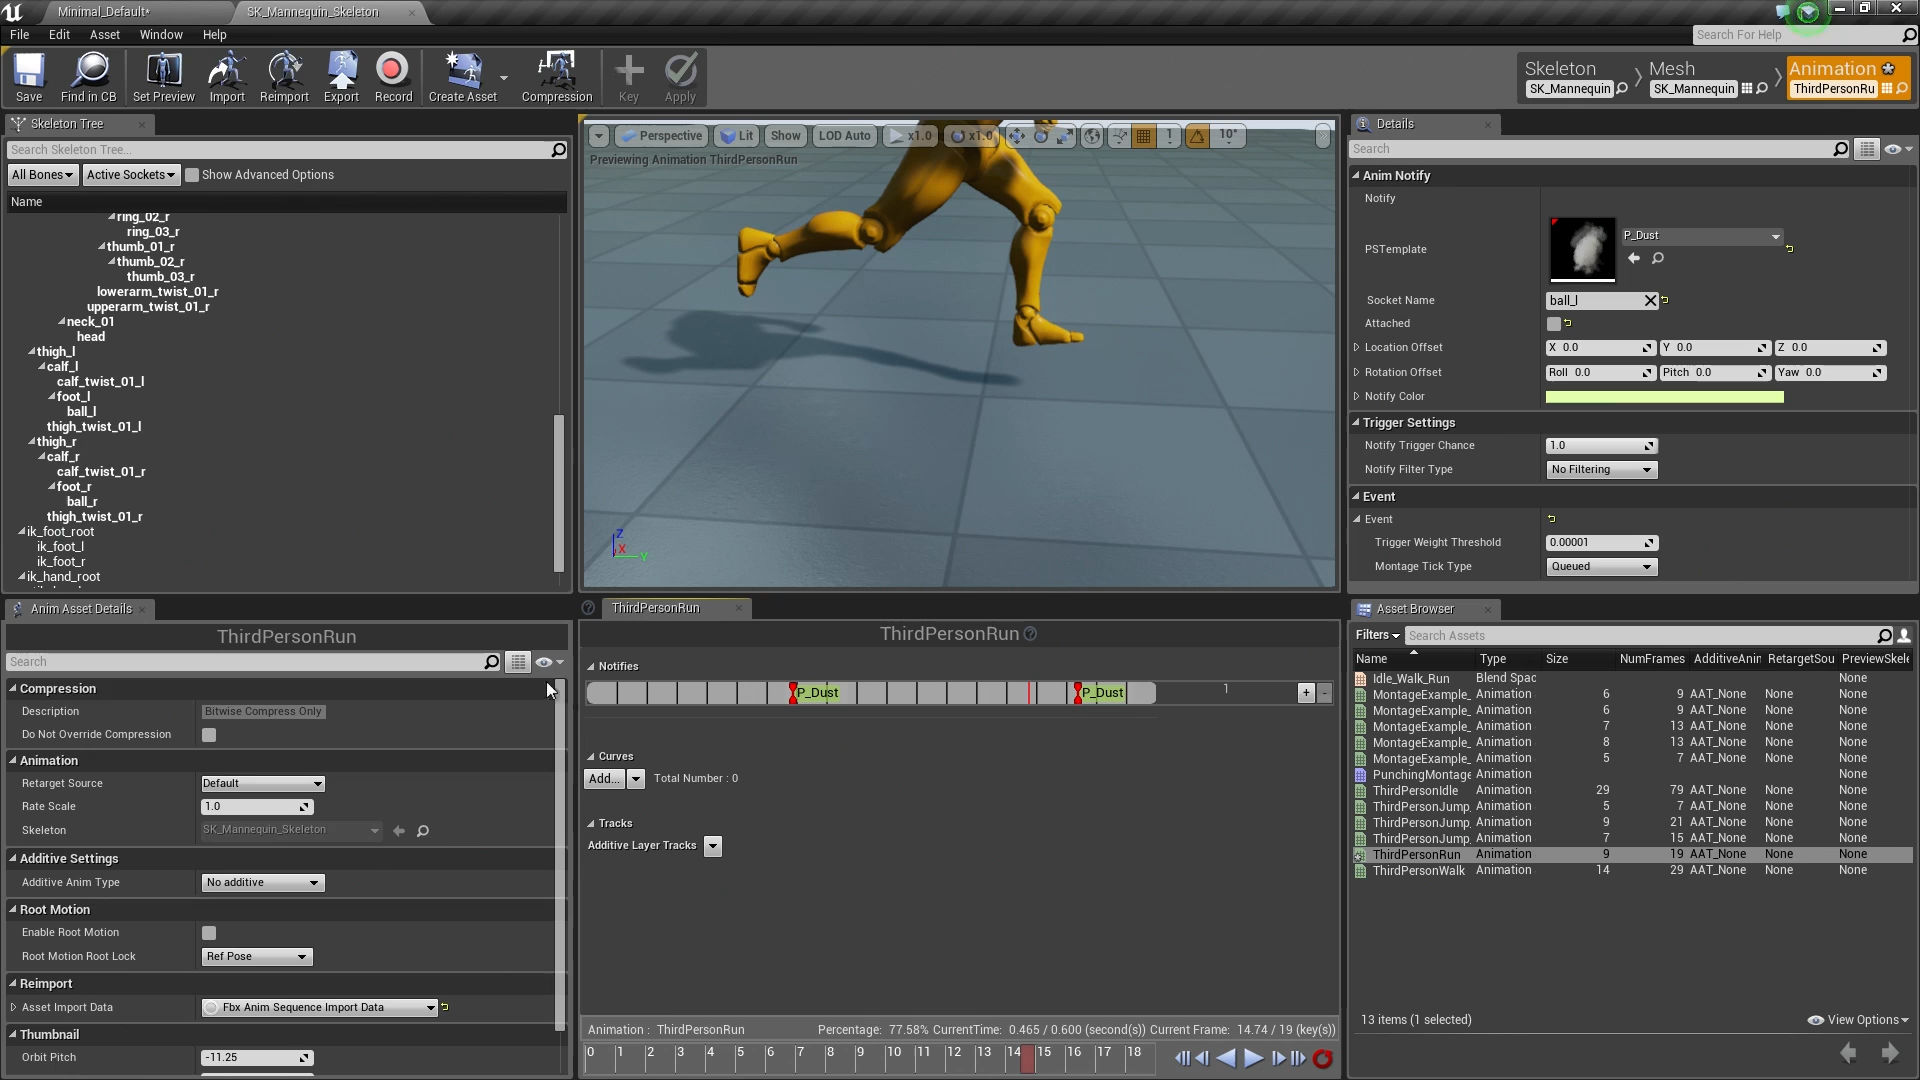 Minimal_Default*
SK_Mannequin_Skeleton
File Edit Asset Window Help
Search For Help
Save Find in CB Set Preview Import Reimport Export Record Create Asset Compression Key Apply
Skeleton
SK_Mannequin
Mesh
SK_Mannequin
Animation
ThirdPersonRu
Skeleton Tree
Search Skeleton Tree...
All Bones Active Sockets Show Advanced Options
Name
ring_02_r
ring_03_r
thumb_01_r
thumb_02_r
thumb_03_r
lowerarm_twist_01_r
upperarm_twist_01_r
neck_01
head
thigh_l
calf_l
calf_twist_01_l
foot_l
ball_l
thigh_twist_01_l
thigh_r
calf_r
calf_twist_01_r
foot_r
ball_r
thigh_twist_01_r
ik_foot_root
ik_foot_l
ik_foot_r
ik_hand_root
Perspective Lit Show LOD Auto x1.0 x1.0 1 10°
Previewing Animation ThirdPersonRun
Z
X
Y
Details
Search
Anim Notify
Notify
PSTemplate P_Dust
Socket Name ball_l
Attached
Location Offset X 0.0 Y 0.0 Z 0.0
Rotation Offset Roll 0.0 Pitch 0.0 Yaw 0.0
Notify Color
Trigger Settings
Notify Trigger Chance 1.0
Notify Filter Type No Filtering
Event
Event
Trigger Weight Threshold 0.00001
Montage Tick Type Queued
Anim Asset Details
ThirdPersonRun
Search
Compression
Description Bitwise Compress Only
Do Not Override Compression
Animation
Retarget Source Default
Rate Scale 1.0
Skeleton SK_Mannequin_Skeleton
Additive Settings
Additive Anim Type No additive
Root Motion
Enable Root Motion
Root Motion Root Lock Ref Pose
Reimport
Asset Import Data Fbx Anim Sequence Import Data
Thumbnail
Orbit Pitch -11.25
ThirdPersonRun
ThirdPersonRun
Notifies
P_Dust P_Dust 1 + -
Curves
Add... Total Number : 0
Tracks
Additive Layer Tracks
Animation : ThirdPersonRun Percentage: 77.58% CurrentTime: 0.465 / 0.600 (second(s)) Current Frame: 14.74 / 19 (key(s))
0 1 2 3 4 5 6 7 8 9 10 11 12 13 14 15 16 17 18
Asset Browser
Filters Search Assets
Name Type Size NumFrames AdditiveAnin RetargetSou PreviewSkele
Idle_Walk_Run Blend Spac None
MontageExample_ Animation 6 9 AAT_None None None
MontageExample_ Animation 6 9 AAT_None None None
MontageExample_ Animation 7 13 AAT_None None None
MontageExample_ Animation 8 13 AAT_None None None
MontageExample_ Animation 5 7 AAT_None None None
PunchingMontage Animation None
ThirdPersonIdle Animation 29 79 AAT_None None None
ThirdPersonJump_ Animation 5 7 AAT_None None None
ThirdPersonJump_ Animation 9 21 AAT_None None None
ThirdPersonJump_ Animation 7 15 AAT_None None None
ThirdPersonRun Animation 9 19 AAT_None None None
ThirdPersonWalk Animation 14 29 AAT_None None None
13 items (1 selected)
View Options